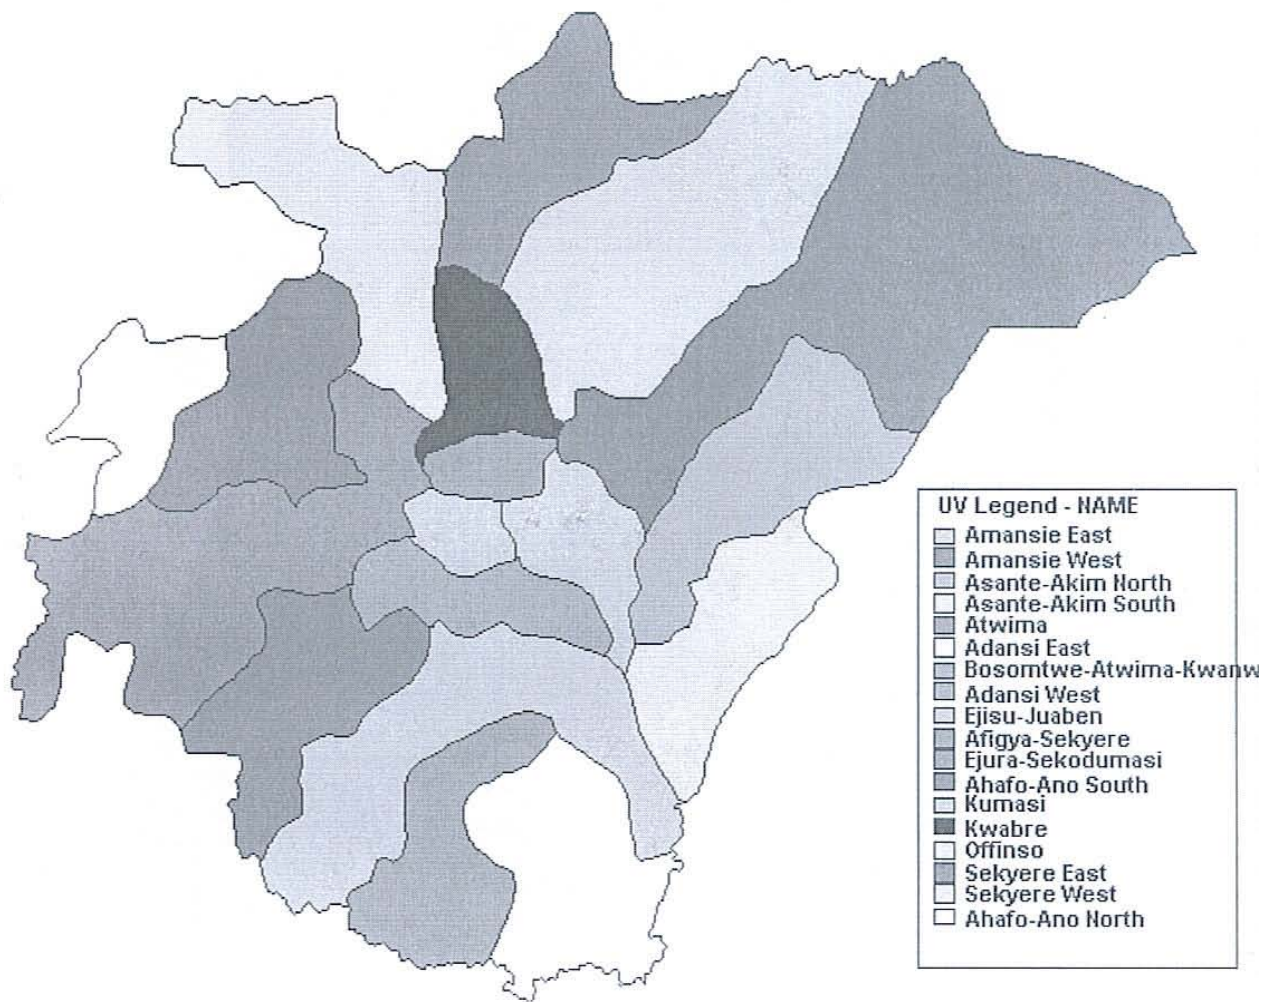 UV Legend - NAME
Amansie East
Amansie West
Asante-Akim North
Asante-Akim South
Atwima
Adansi East
Bosomtwe-Atwima-Kwanw
Adansi West
Ejisu-Juaben
Afigya-Sekyere
Ejura-Sekodumasi
Ahafo-Ano South
Kumasi
Kwabre
Offinso
Sekyere East
Sekyere West
Ahafo-Ano North